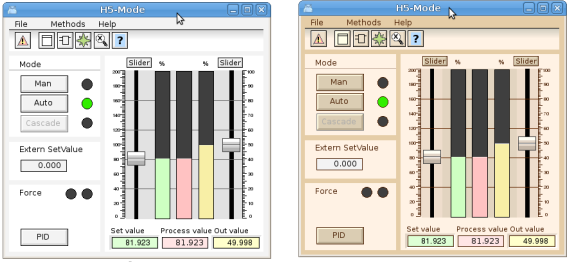 H5-Mode
File Methods Help
?
Mode
Man
Auto
Cascade
Extern SetValue
0.000
Force
PID
Slider % % Slider
200 100
180 90
160 80
140 70
120 60
100 50
80 40
60 30
40 20
20 10
0 0
Set value Process value Out value
81.923 81.923 49.998
H5-Mode
File Methods Help
?
Mode
Man
Auto
Cascade
Extern SetValue
0.000
Force
PID
Slider % % Slider
200 100
180 90
160 80
140 70
120 60
100 50
80 40
60 30
40 20
20 10
0 0
Set value Process value Out value
81.923 81.923 49.998